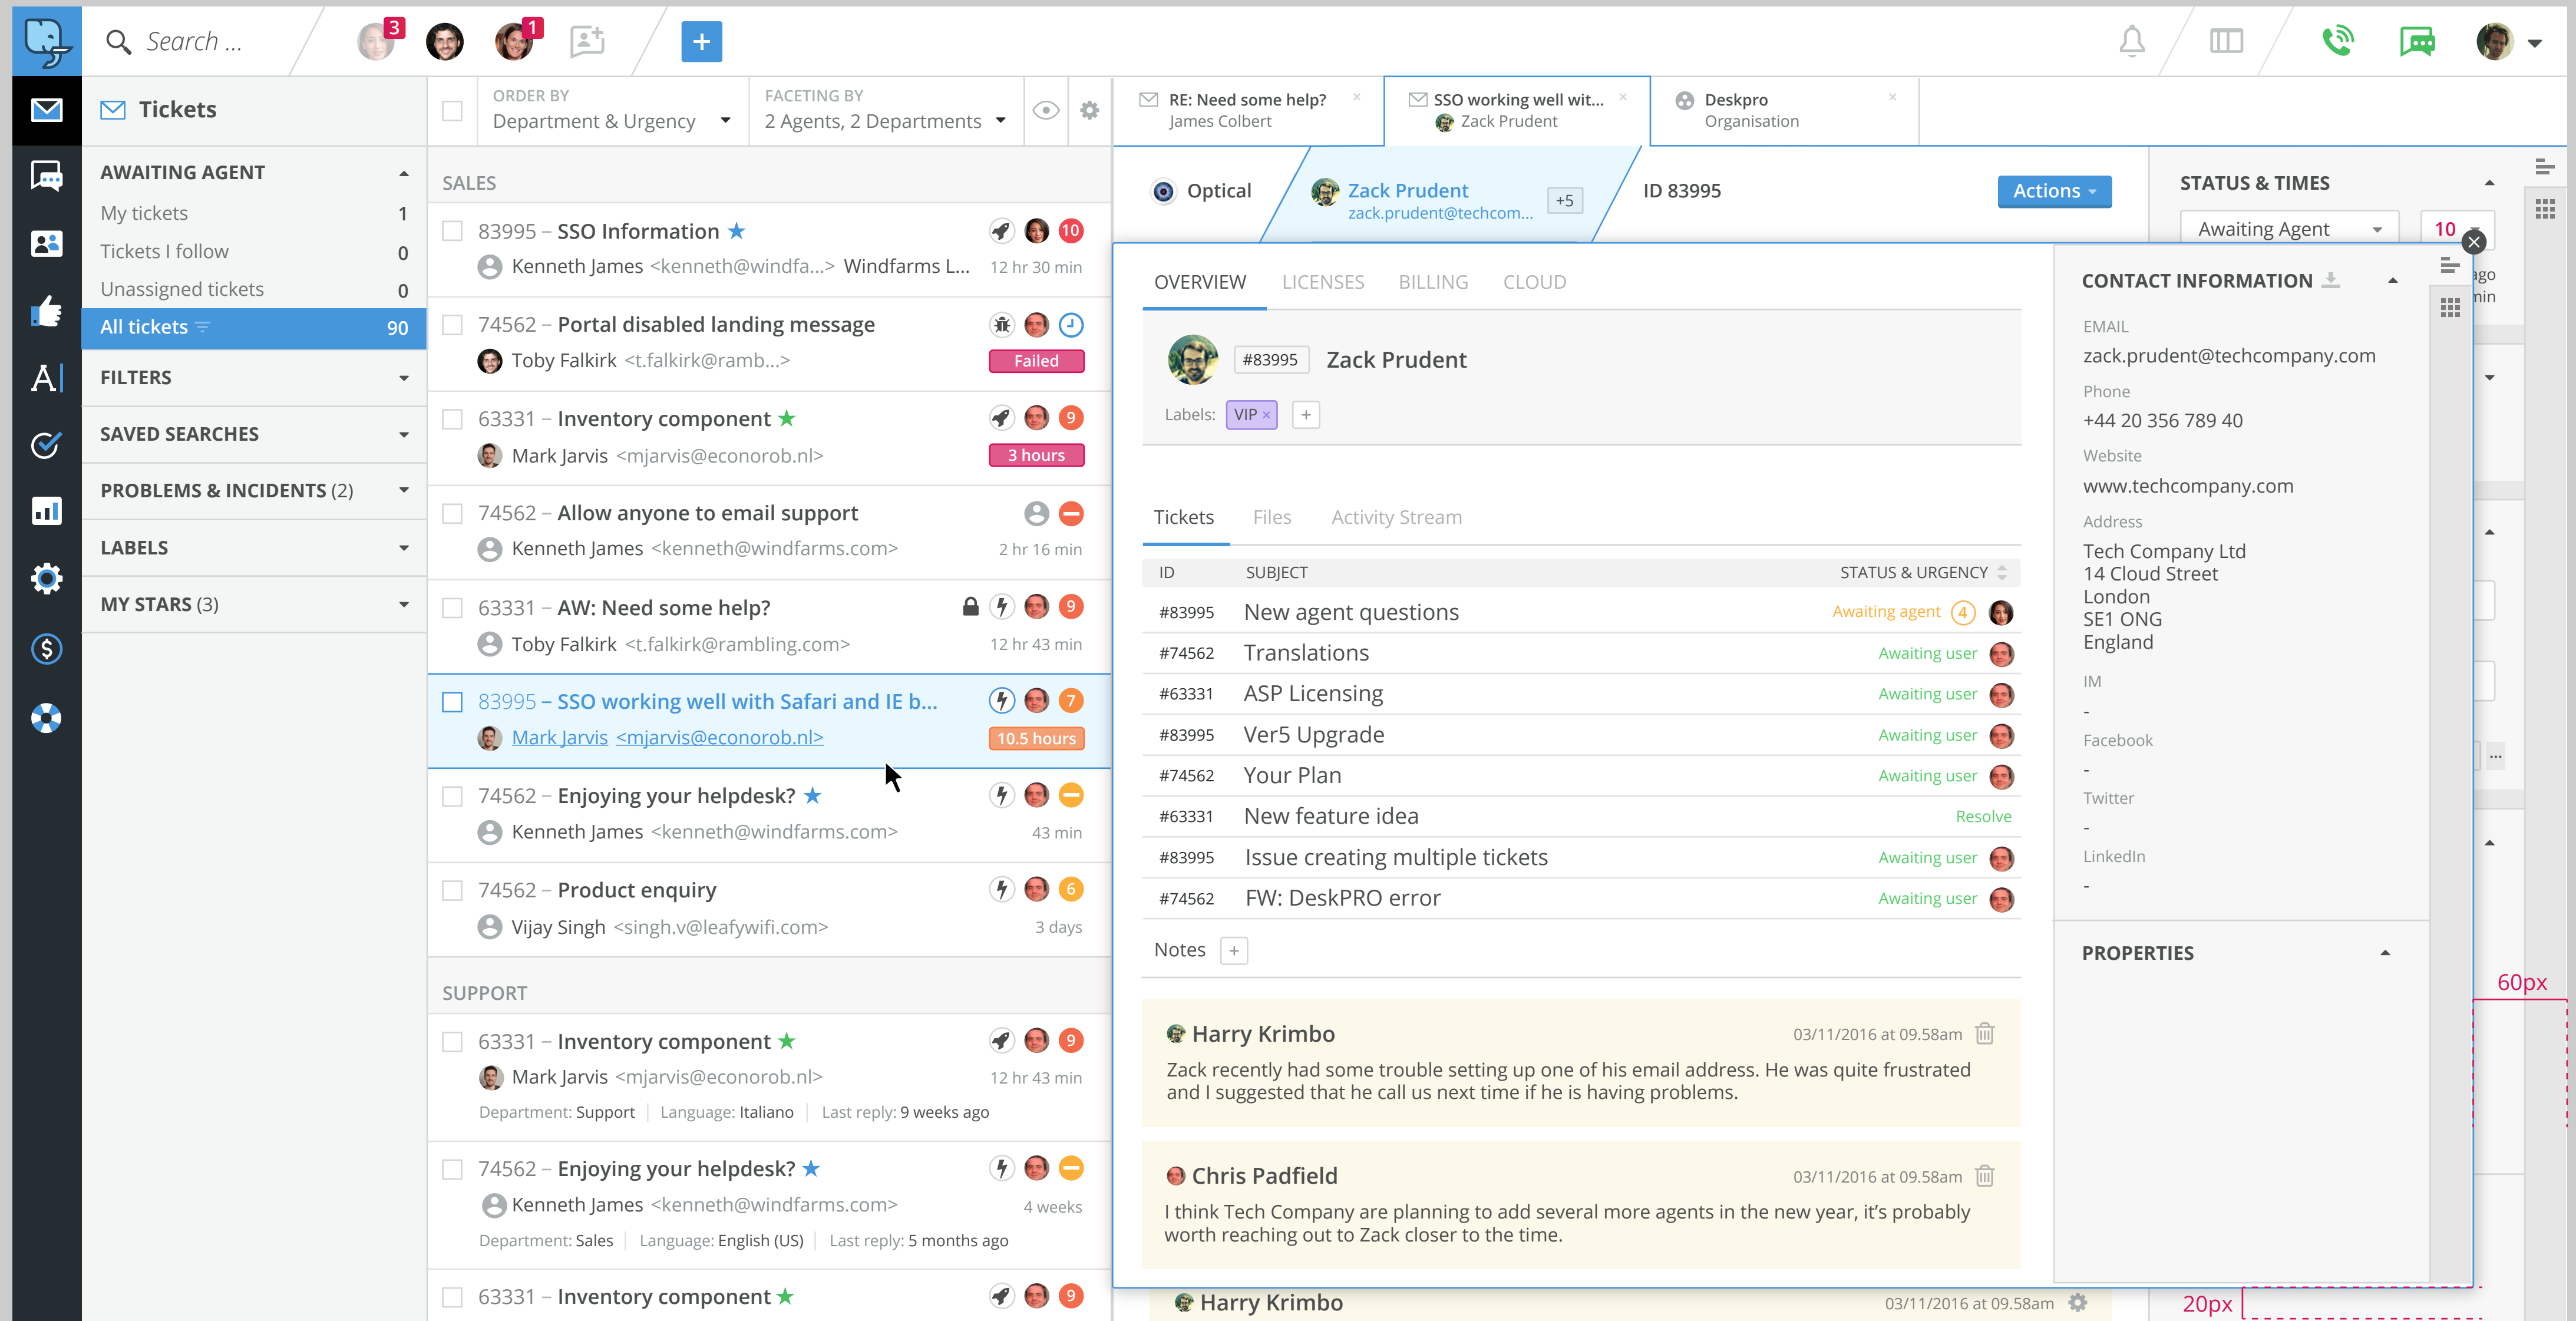 Search ...
3
1
+
Tickets
AWAITING AGENT
My tickets 1
Tickets I follow 0
Unassigned tickets 0
All tickets 90
FILTERS
SAVED SEARCHES
PROBLEMS & INCIDENTS (2)
LABELS
MY STARS (3)
ORDER BY
Department & Urgency
FACETING BY
2 Agents, 2 Departments
SALES
83995 – SSO Information 10
Kenneth James <kenneth@windfa...> Windfarms L... 12 hr 30 min
74562 – Portal disabled landing message
Toby Falkirk <t.falkirk@ramb...> Failed
63331 – Inventory component 9
Mark Jarvis <mjarvis@econorob.nl> 3 hours
74562 – Allow anyone to email support
Kenneth James <kenneth@windfarms.com> 2 hr 16 min
63331 – AW: Need some help? 9
Toby Falkirk <t.falkirk@rambling.com> 12 hr 43 min
83995 – SSO working well with Safari and IE b... 7
Mark Jarvis <mjarvis@econorob.nl> 10.5 hours
74562 – Enjoying your helpdesk?
Kenneth James <kenneth@windfarms.com> 43 min
74562 – Product enquiry 6
Vijay Singh <singh.v@leafywifi.com> 3 days
SUPPORT
63331 – Inventory component 9
Mark Jarvis <mjarvis@econorob.nl> 12 hr 43 min
Department: Support Language: Italiano Last reply: 9 weeks ago
74562 – Enjoying your helpdesk?
Kenneth James <kenneth@windfarms.com> 4 weeks
Department: Sales Language: English (US) Last reply: 5 months ago
63331 – Inventory component 9
RE: Need some help?
James Colbert
SSO working well wit...
Zack Prudent
Deskpro
Organisation
Optical
Zack Prudent
zack.prudent@techcom...
+5
ID 83995
Actions
STATUS & TIMES
Awaiting Agent 10
ago
min
OVERVIEW LICENSES BILLING CLOUD
#83995 Zack Prudent
Labels: VIP × +
Tickets Files Activity Stream
ID SUBJECT STATUS & URGENCY
#83995 New agent questions Awaiting agent 4
#74562 Translations Awaiting user
#63331 ASP Licensing Awaiting user
#83995 Ver5 Upgrade Awaiting user
#74562 Your Plan Awaiting user
#63331 New feature idea Resolve
#83995 Issue creating multiple tickets Awaiting user
#74562 FW: DeskPRO error Awaiting user
Notes +
Harry Krimbo 03/11/2016 at 09.58am
Zack recently had some trouble setting up one of his email address. He was quite frustrated
and I suggested that he call us next time if he is having problems.
Chris Padfield 03/11/2016 at 09.58am
I think Tech Company are planning to add several more agents in the new year, it's probably
worth reaching out to Zack closer to the time.
Harry Krimbo 03/11/2016 at 09.58am
CONTACT INFORMATION
EMAIL
zack.prudent@techcompany.com
Phone
+44 20 356 789 40
Website
www.techcompany.com
Address
Tech Company Ltd
14 Cloud Street
London
SE1 ONG
England
IM
-
Facebook
-
Twitter
-
LinkedIn
-
PROPERTIES
...
60px
20px